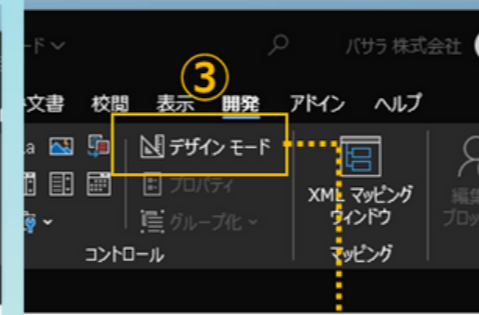 ード
バサラ 株式会社
③
文書 校閲 表示 開発 アドイン ヘルプ
デザイン モード
プロパティ
グループ化
XML マッピング
ウィンドウ
コントロール
マッピング